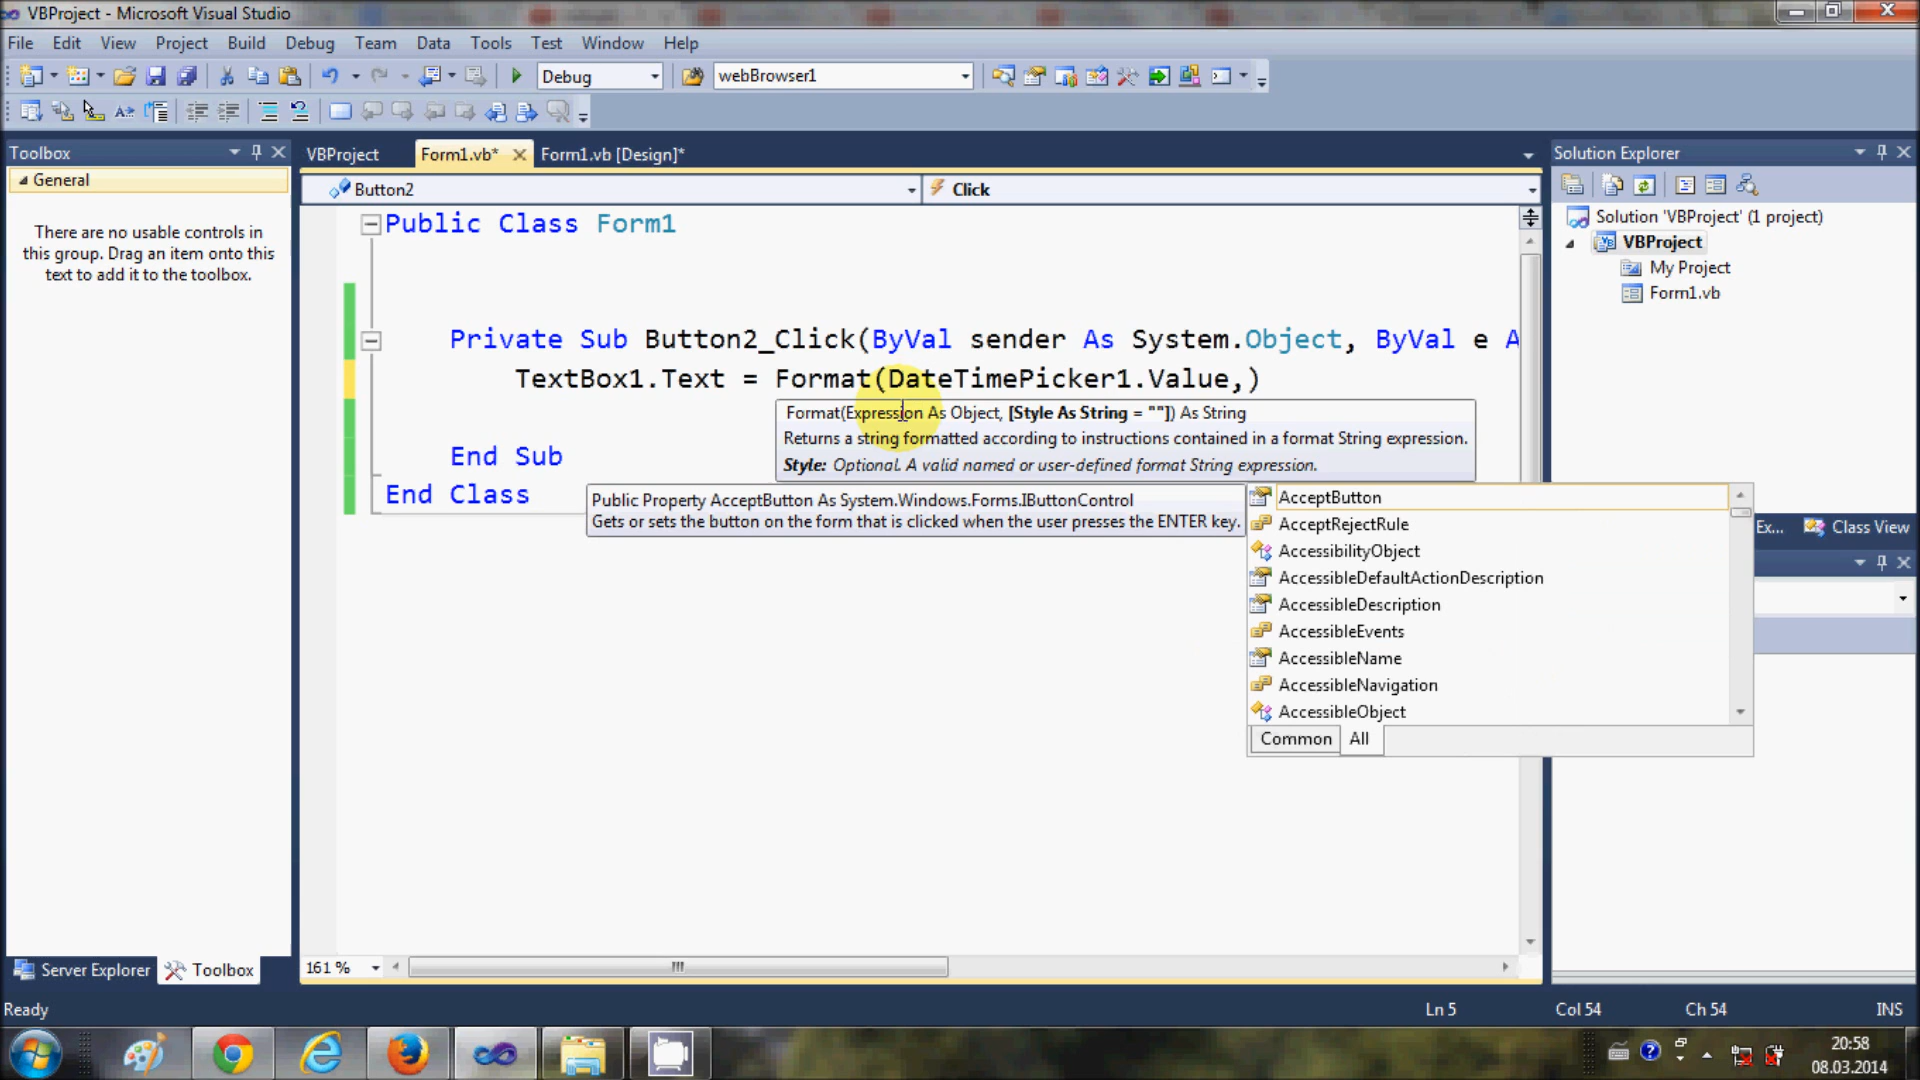 VBProject - Microsoft Visual Studio
File Edit View Project Build Debug Team Data Tools Test Window Help
Debug webBrowser1
Toolbox
General
There are no usable controls in
this group. Drag an item onto this
text to add it to the toolbox.
Server Explorer Toolbox
VBProject Form1.vb* Form1.vb [Design]*
Button2 Click
Public Class Form1
Private Sub Button2_Click(ByVal sender As System.Object, ByVal e A
TextBox1.Text = Format(DateTimePicker1.Value,)
Format(Expression As Object, [Style As String = ""]) As String
Returns a string formatted according to instructions contained in a format String expression.
Style: Optional. A valid named or user-defined format String expression.
End Sub
End Class
Public Property AcceptButton As System.Windows.Forms.IButtonControl
Gets or sets the button on the form that is clicked when the user presses the ENTER key.
AcceptButton
AcceptRejectRule
AccessibilityObject
AccessibleDefaultActionDescription
AccessibleDescription
AccessibleEvents
AccessibleName
AccessibleNavigation
AccessibleObject
Common All
161 %
Solution Explorer
Solution 'VBProject' (1 project)
VBProject
My Project
Form1.vb
Ex... Class View
Ready Ln 5 Col 54 Ch 54 INS
20:58
08.03.2014